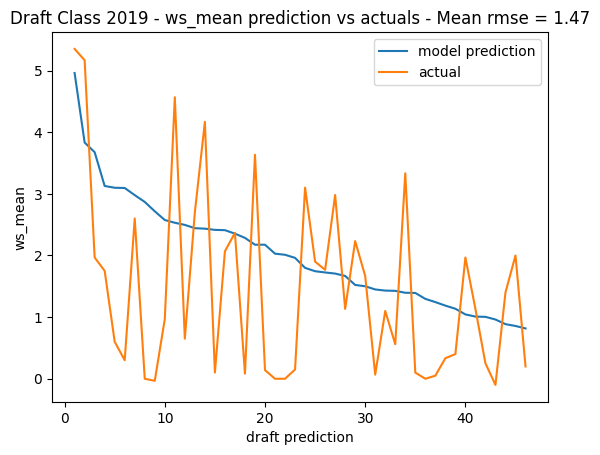 Draft Class 2019 - ws_mean prediction vs actuals - Mean rmse = 1.47
model prediction
actual
ws_mean
5
4
3
2
1
0
0
10
20
30
40
draft prediction